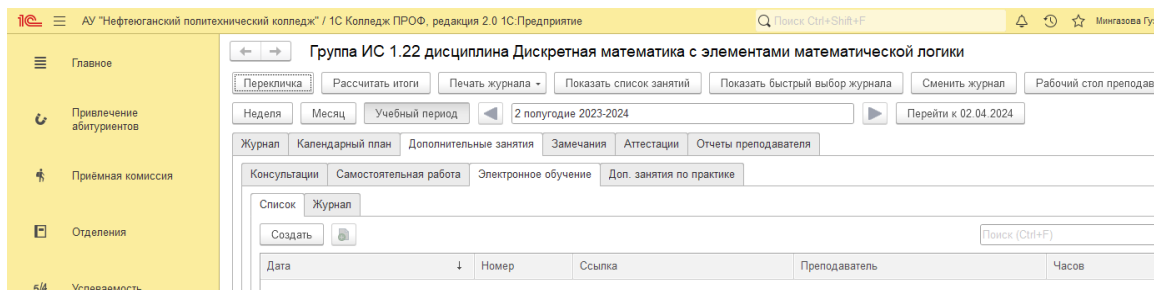 АУ "Нефтеюганский политехнический колледж" / 1С Колледж ПРОФ, редакция 2.0 1С:Предприятие
Поиск Ctrl+Shift+F
Мингазова
Главное
Привлечение
абитуриентов
Приёмная комиссия
Отделения
Успеваемость
Группа ИС 1.22 дисциплина Дискретная математика с элементами математической логики
Перекличка Рассчитать итоги Печать журнала Показать список занятий Показать быстрый выбор журнала Сменить журнал Рабочий стол преподав
Неделя Месяц Учебный период 2 полугодие 2023-2024 Перейти к 02.04.2024
Журнал Календарный план Дополнительные занятия Замечания Аттестации Отчеты преподавателя
Консультации Самостоятельная работа Электронное обучение Доп. занятия по практике
Список Журнал
Создать Поиск (Ctrl+F)
Дата Номер Ссылка Преподаватель Часов